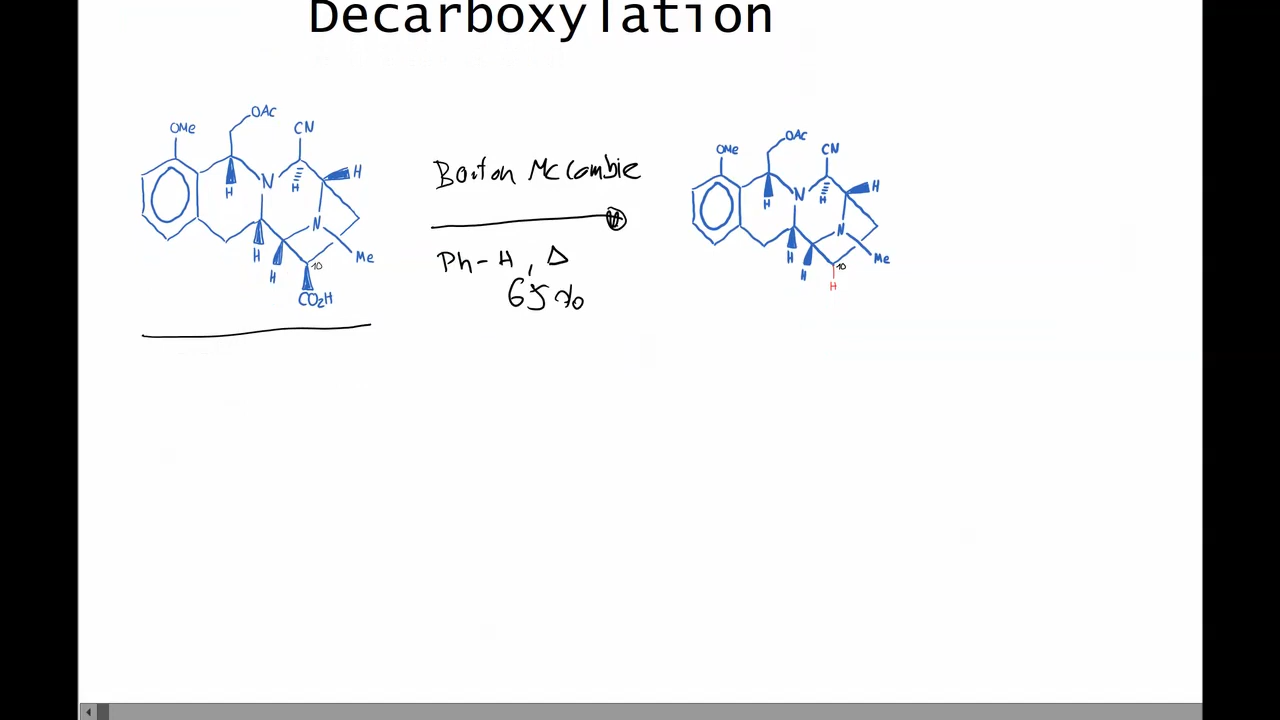 Decarboxylation
OAc
OMe
CN
H
N
H
H
N
H
H
Me
10
CO2H
Barton McCombie
Ph-H, Δ
65%
OAc
OMe
CN
H
N
H
H
N
H
H
Me
10
H